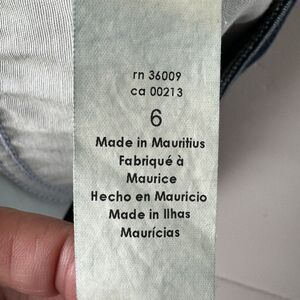 rn 36009
ca 00213
6
Made in Mauritius
Fabriqué à
Maurice
Hecho en Mauricio
Made in Ilhas
Maurícias